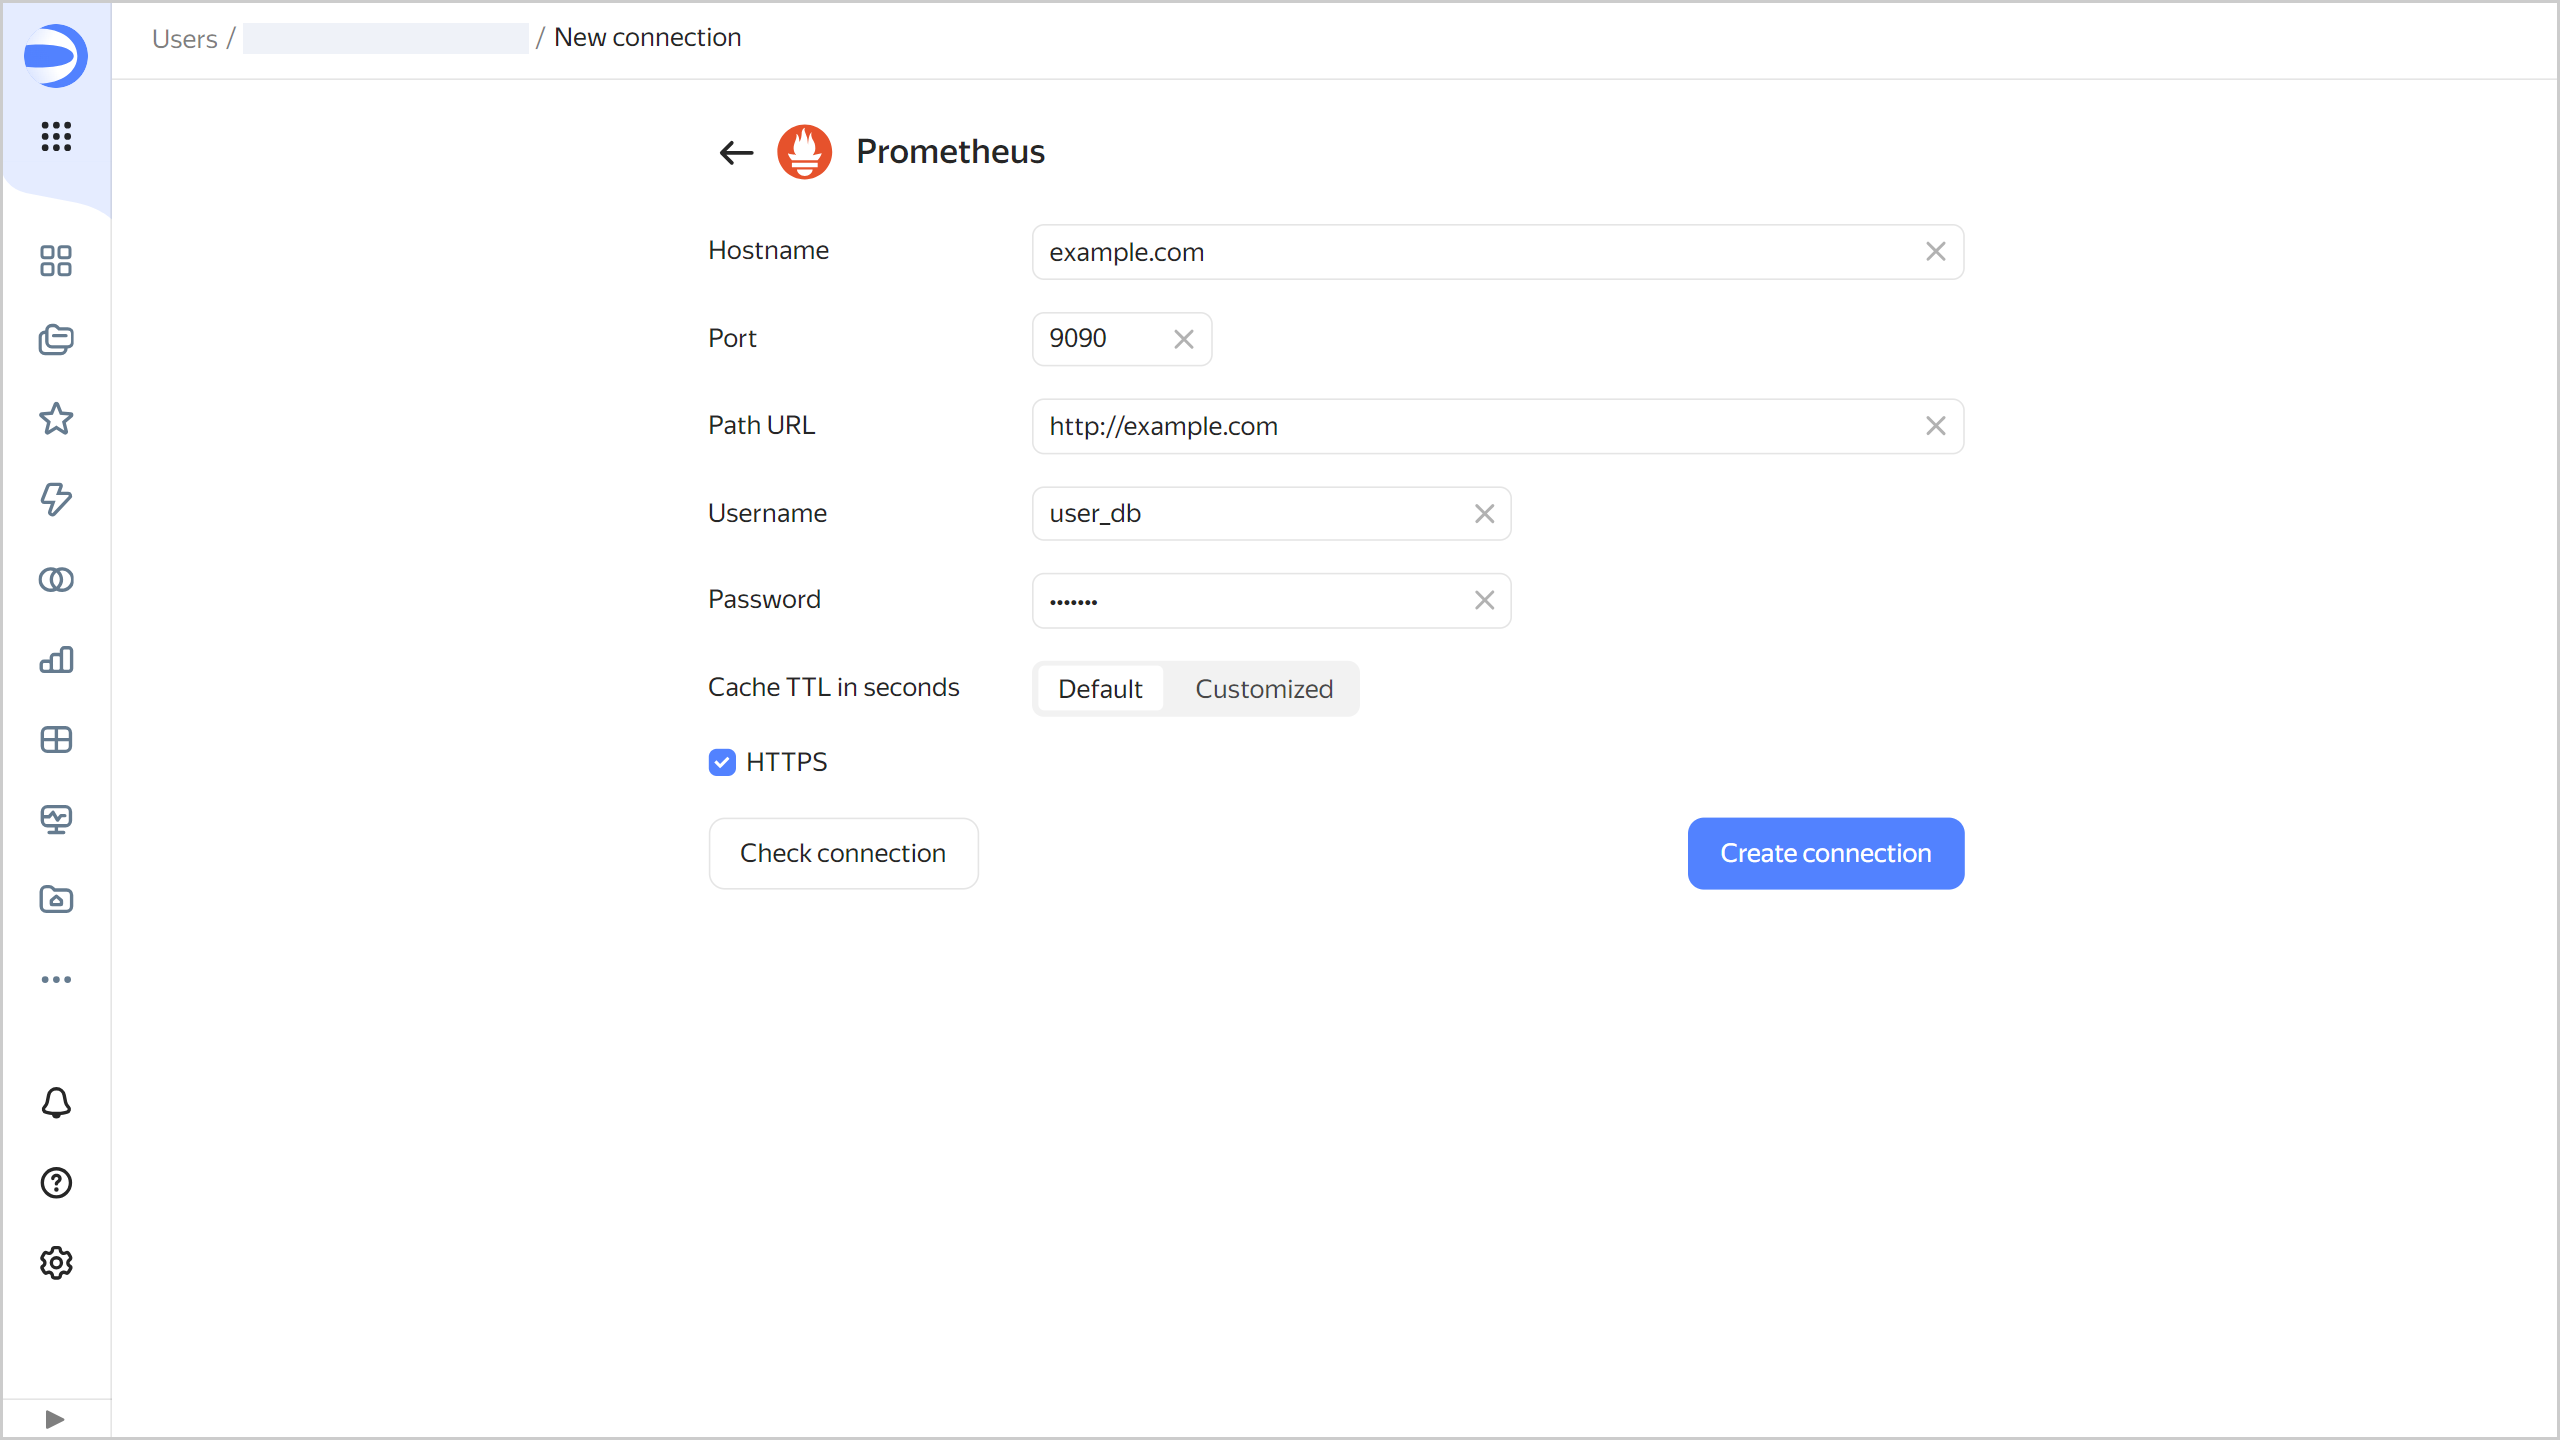 Users / / New connection
Prometheus
Hostname
example.com
Port
9090
Path URL
http://example.com
Username
user_db
Password
•••••••
Cache TTL in seconds
Default
Customized
HTTPS
Check connection
Create connection